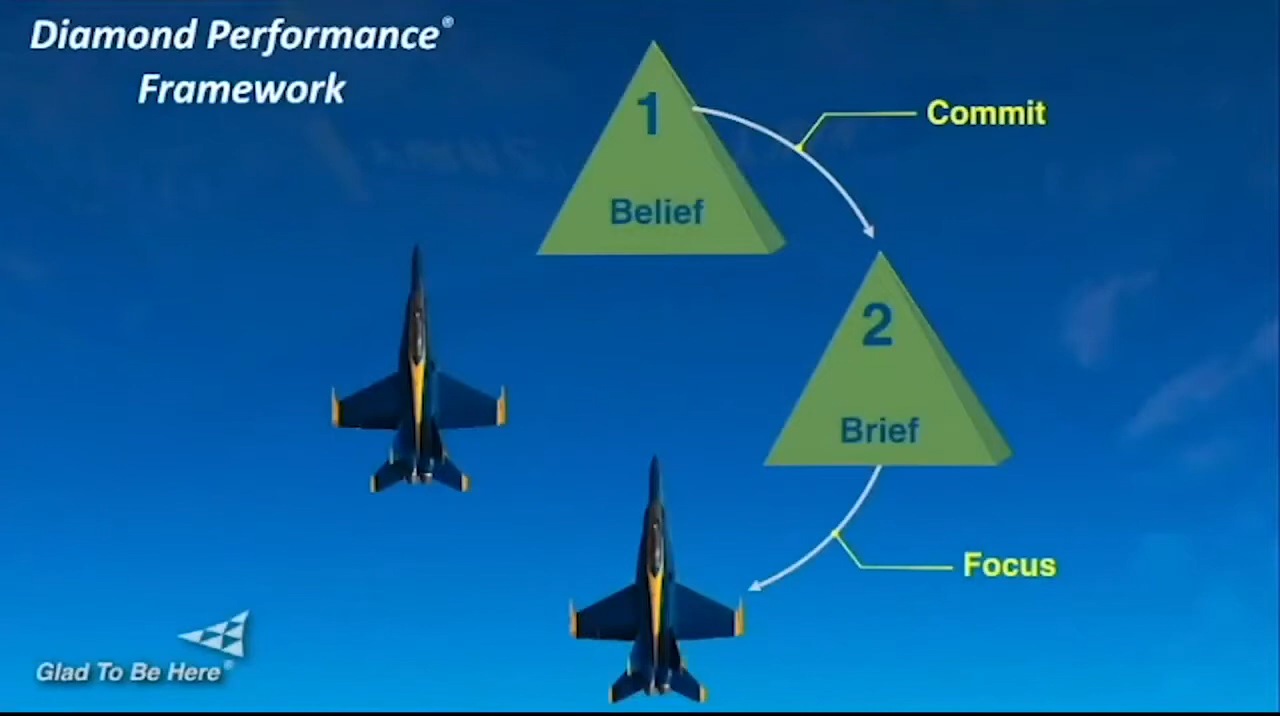 Diamond Performance®
Framework
1
Belief
Commit
2
Brief
Focus
Glad To Be Here®